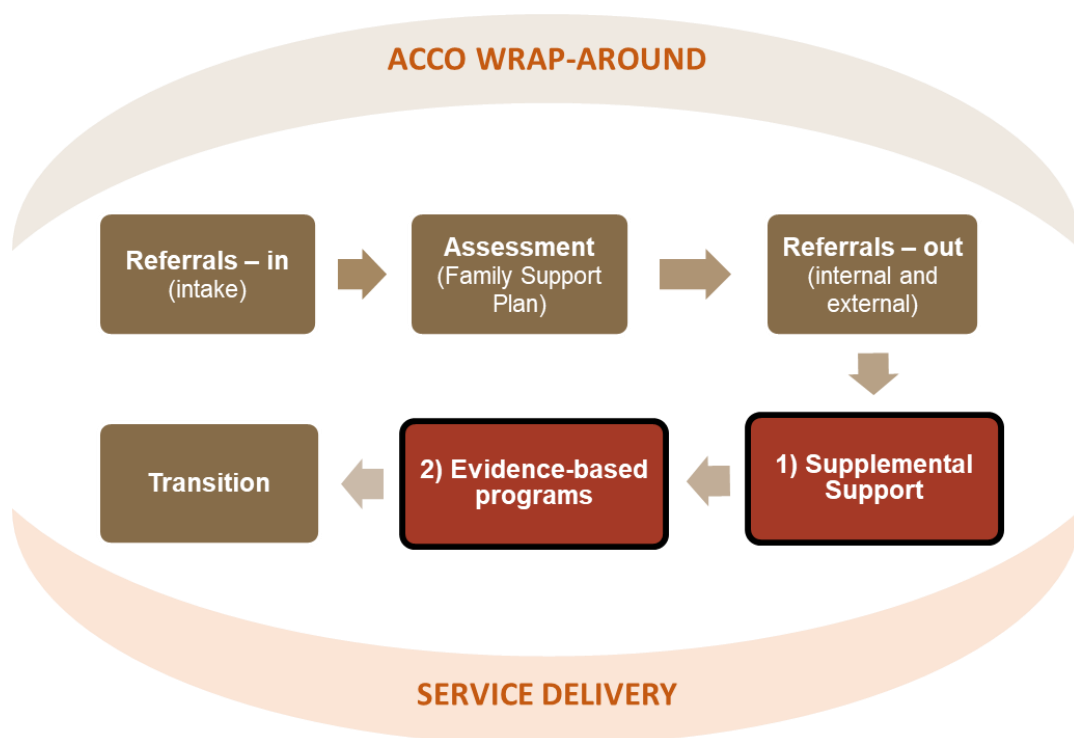 ACCO WRAP-AROUND
Referrals – in
(intake)
Assessment
(Family Support
Plan)
Referrals – out
(internal and
external)
1) Supplemental
Support
2) Evidence-based
programs
Transition
SERVICE DELIVERY